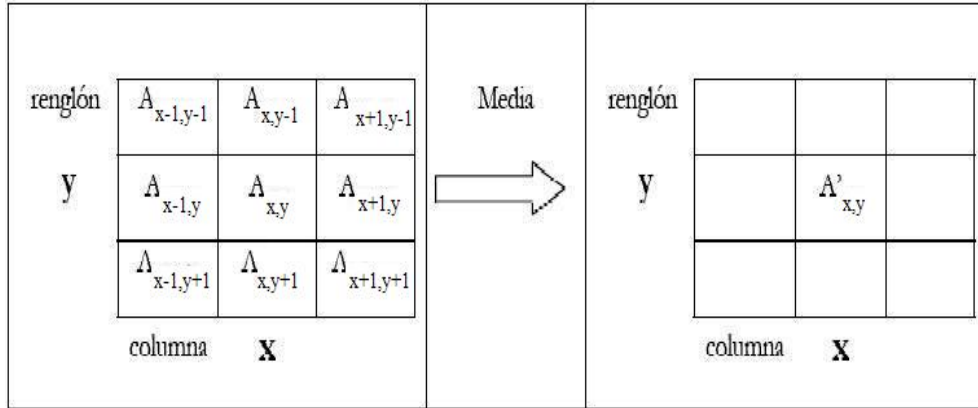 renglón
A x-1,y-1
A x,y-1
A x+1,y-1
y
A x-1,y
A x,y
A x+1,y
A x-1,y+1
A x,y+1
A x+1,y+1
columna x
Media
renglón
y
A’ x,y
columna x